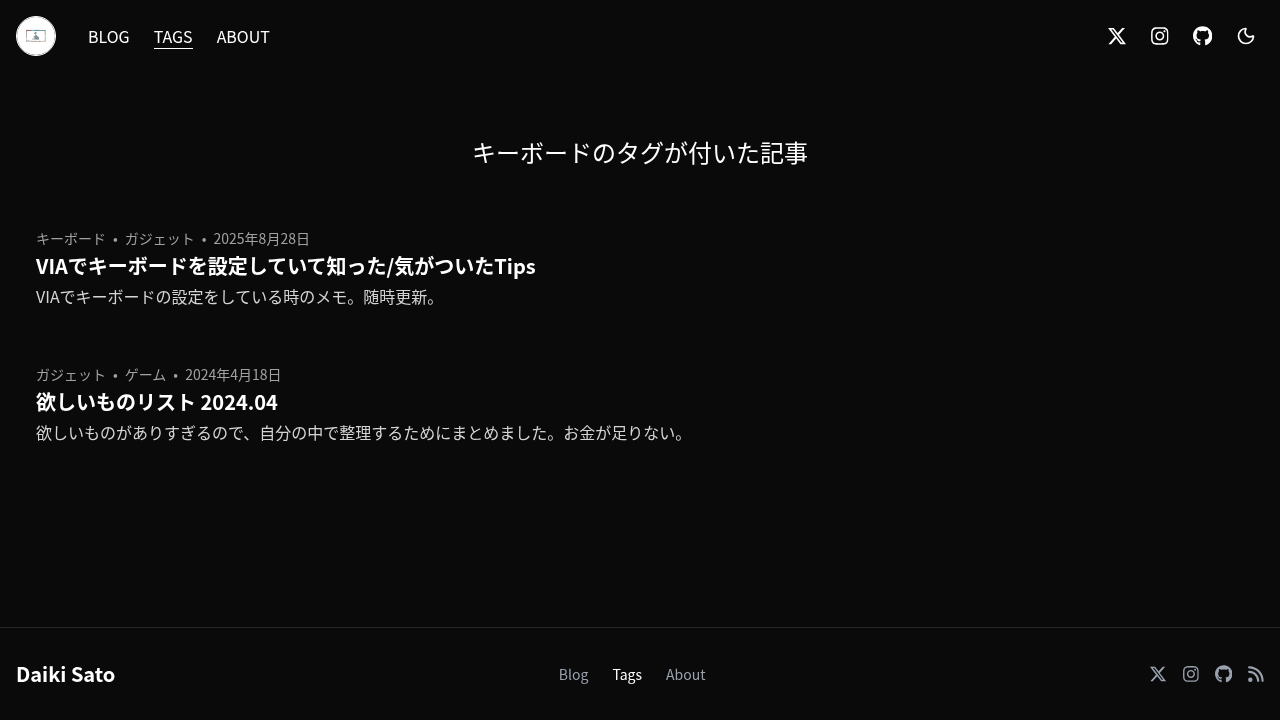 BLOG TAGS ABOUT
キーボードのタグが付いた記事
キーボード • ガジェット • 2025年8月28日
VIAでキーボードを設定していて知った/気がついたTips
VIAでキーボードの設定をしている時のメモ。随時更新。
ガジェット • ゲーム • 2024年4月18日
欲しいものリスト 2024.04
欲しいものがありすぎるので、自分の中で整理するためにまとめました。お金が足りない。
Daiki Sato
Blog Tags About